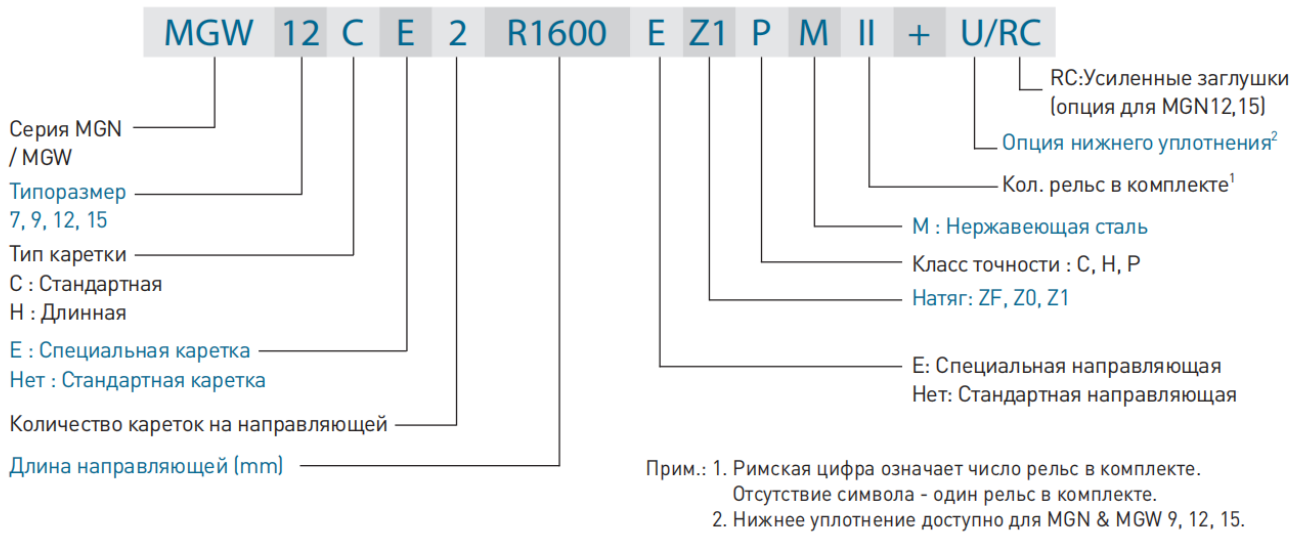 MGW 12 C E 2 R1600 E Z1 P M II + U/RC
Серия MGN
/ MGW
Типоразмер
7, 9, 12, 15
Тип каретки
C : Стандартная
H : Длинная
E : Специальная каретка
Нет : Стандартная каретка
Количество кареток на направляющей
Длина направляющей (mm)
RC:Усиленные заглушки
(опция для MGN12,15)
Опция нижнего уплотнения²
Кол. рельс в комплекте¹
M : Нержавеющая сталь
Класс точности : C, H, P
Натяг: ZF, Z0, Z1
E: Специальная направляющая
Нет: Стандартная направляющая
Прим.: 1. Римская цифра означает число рельс в комплекте.
Отсутствие символа - один рельс в комплекте.
2. Нижнее уплотнение доступно для MGN & MGW 9, 12, 15.